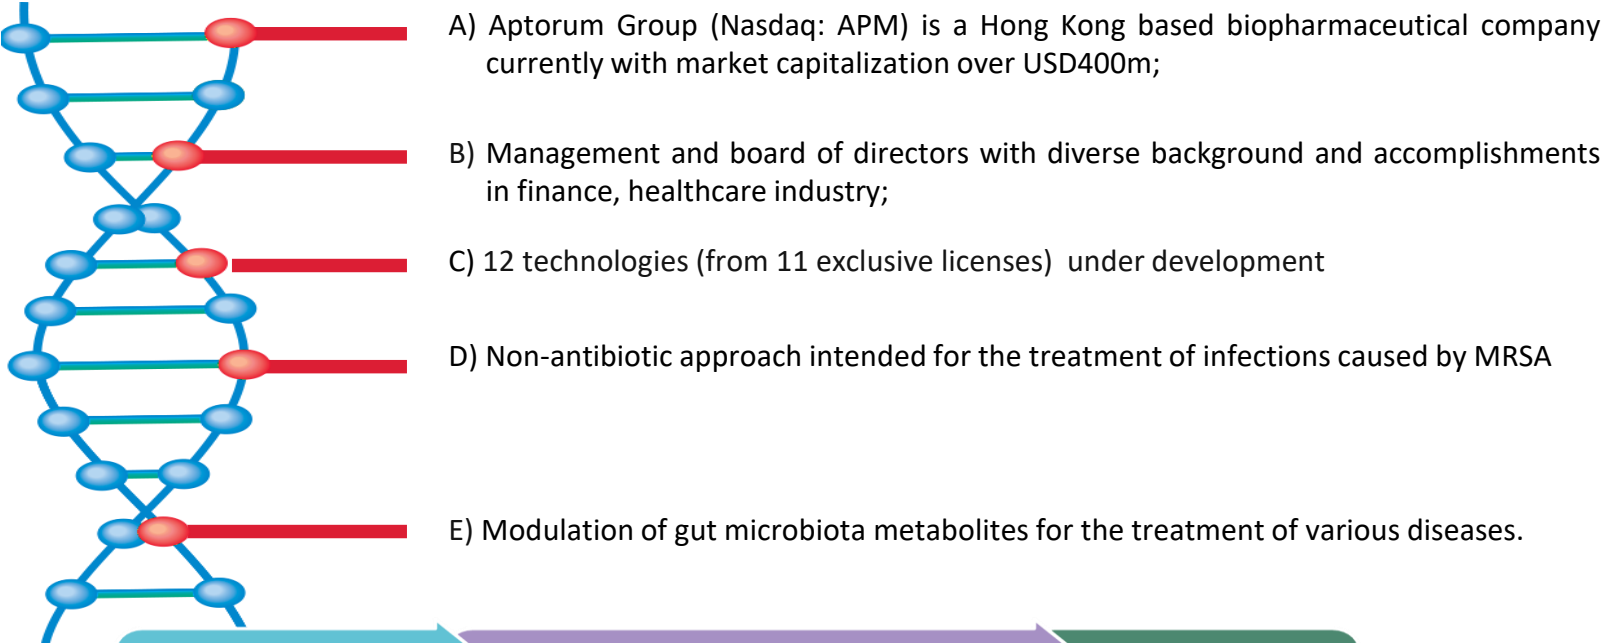 A) Aptorum Group (Nasdaq: APM) is a Hong Kong based biopharmaceutical company
currently with market capitalization over USD400m;
B) Management and board of directors with diverse background and accomplishments
in finance, healthcare industry;
C) 12 technologies (from 11 exclusive licenses) under development
D) Non-antibiotic approach intended for the treatment of infections caused by MRSA
E) Modulation of gut microbiota metabolites for the treatment of various diseases.